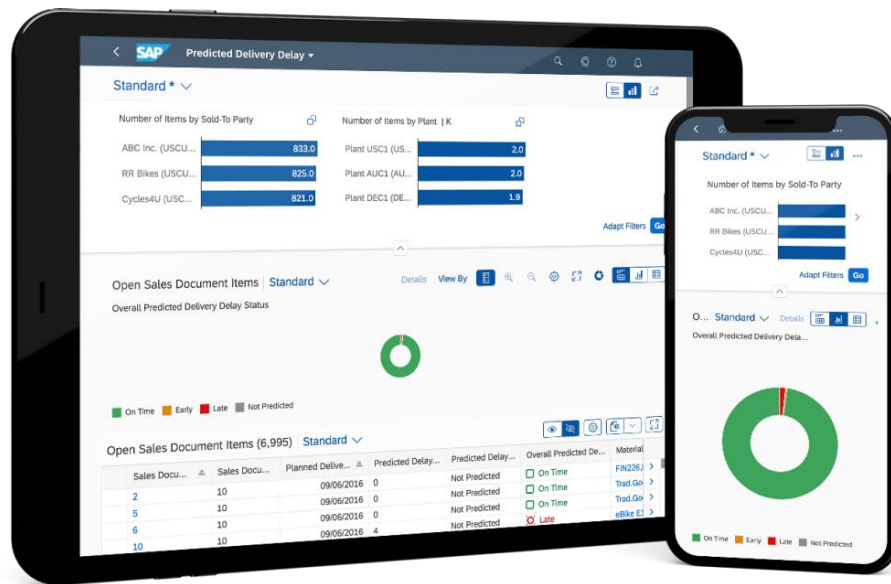 SAP Predicted Delivery Delay
Standard *
Number of Items by Sold-To Party
Number of Items by Plant | K
ABC Inc. (USCU... 833.0
RR Bikes (USCU... 825.0
Cycles4U (USC... 821.0
Plant USC1 (US... 2.0
Plant AUC1 (AU... 2.0
Plant DEC1 (DE... 1.9
Adapt Filters Go
Open Sales Document Items Standard
Details View By
Overall Predicted Delivery Delay Status
On Time Early Late Not Predicted
Open Sales Document Items (6,995) Standard
Sales Docu... Sales Docu... Planned Delive... Predicted Delay... Predicted Delay... Overall Predicted De... Material
2 10 09/06/2016 0 Not Predicted On Time FIN226,
5 10 09/06/2016 0 Not Predicted On Time Trad.Go
6 10 09/06/2016 0 Not Predicted On Time Trad.Go
10 10 09/06/2016 4 Not Predicted Late eBike E
Standard *
Number of Items by Sold-To Party
ABC Inc. (USCU...
RR Bikes (USCU...
Cycles4U (USC...
Adapt Filters Go
O... Standard Details
Overall Predicted Delivery Dela...
On Time Early Late Not Predicted